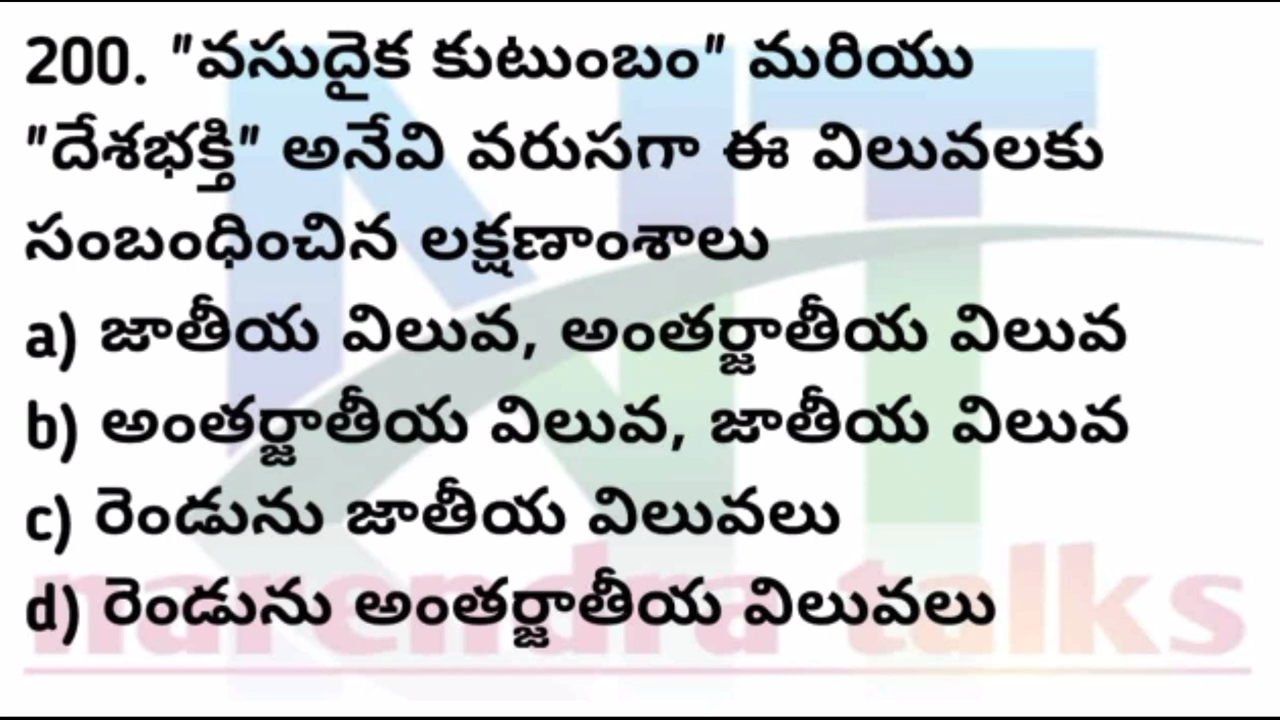 200. "వసుదైక కుటుంబం" మరియు
"దేశభక్తి" అనేవి వరుసగా ఈ విలువలకు
సంబంధించిన లక్షణాంశాలు
a) జాతీయ విలువ, అంతర్జాతీయ విలువ
b) అంతర్జాతీయ విలువ, జాతీయ విలువ
c) రెండును జాతీయ విలువలు
d) రెండును అంతర్జాతీయ విలువలు
narendra talks